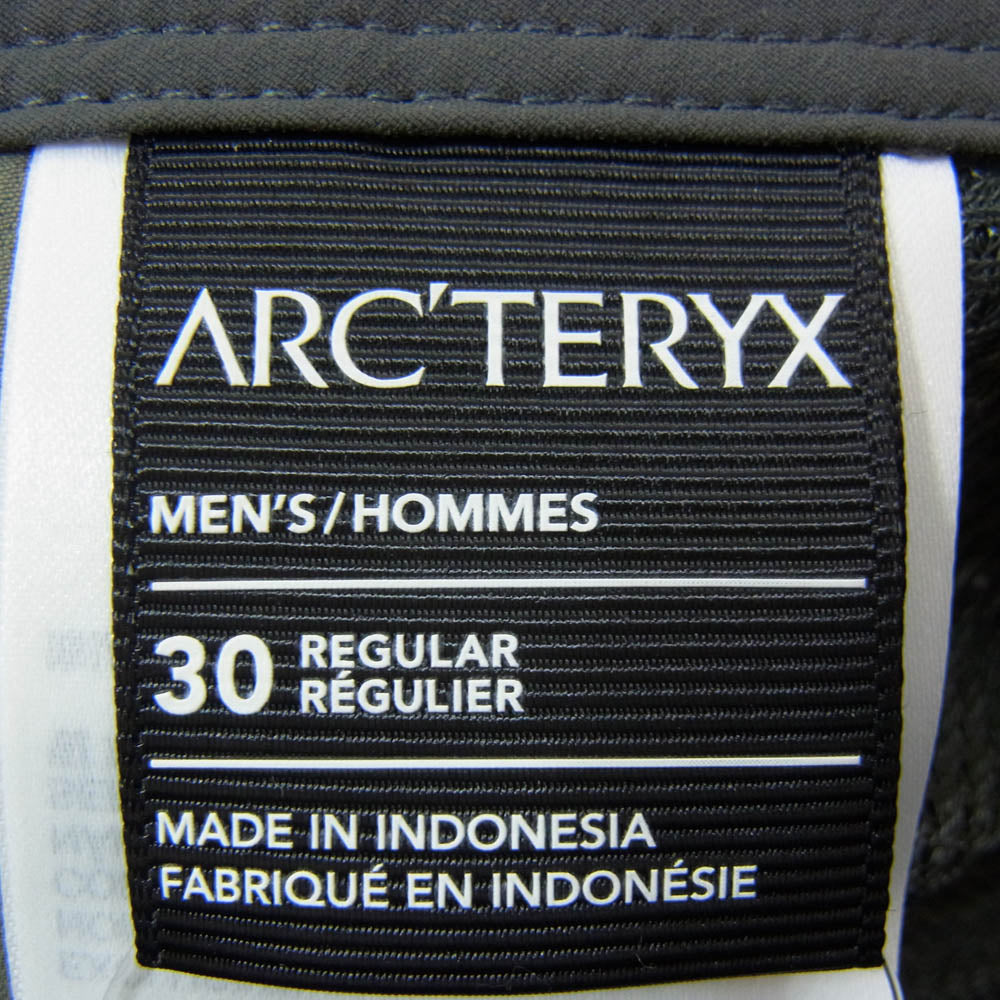 ARC'TERYX
MEN'S/HOMMES
30 REGULAR
RÉGULIER
MADE IN INDONESIA
FABRIQUÉ EN INDONÉSIE